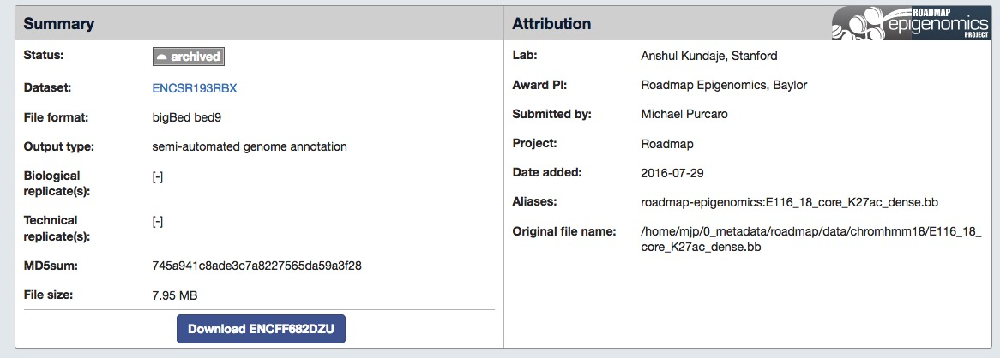 Summary
Status: archived
Dataset: ENCSR193RBX
File format: bigBed bed9
Output type: semi-automated genome annotation
Biological replicate(s): [-]
Technical replicate(s): [-]
MD5sum: 745a941c8ade3c7a8227565da59a3f28
File size: 7.95 MB
Download ENCFF682DZU
Attribution
ROADMAP
epigenomics
PROJECT
Lab: Anshul Kundaje, Stanford
Award PI: Roadmap Epigenomics, Baylor
Submitted by: Michael Purcaro
Project: Roadmap
Date added: 2016-07-29
Aliases: roadmap-epigenomics:E116_18_core_K27ac_dense.bb
Original file name: /home/mjp/0_metadata/roadmap/data/chromhmm18/E116_18_
core_K27ac_dense.bb